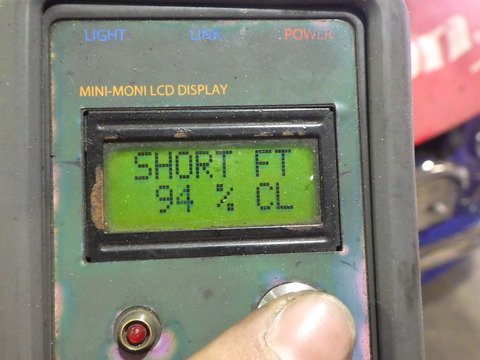 LIGHT LINK POWER
MINI-MONI LCD DISPLAY
SHORT FT
94 % CL